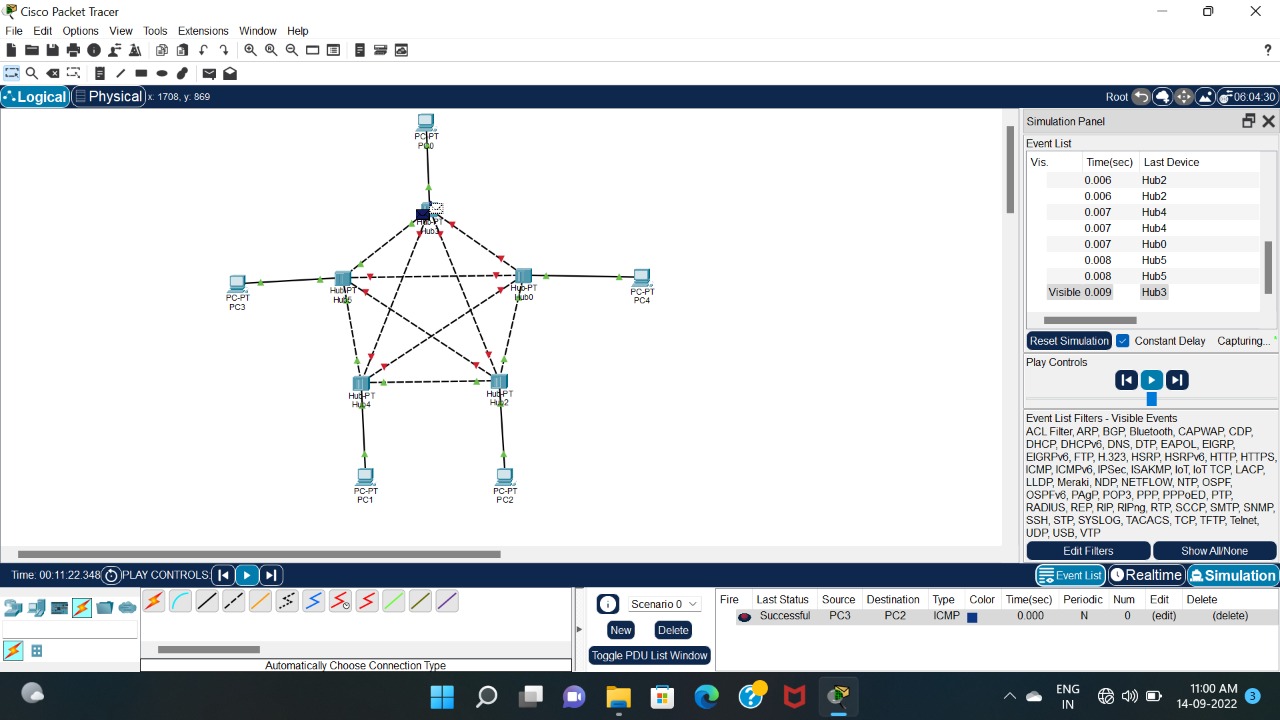 Cisco Packet Tracer
File Edit Options View Tools Extensions Window Help
?
Logical Physical x: 1708, y: 869 Root 06:04:30
PC-PT
PC0
Hub-PT
Hub3
Hub-PT
Hub5
Hub-PT
Hub0
PC-PT
PC3
PC-PT
PC4
Hub-PT
Hub4
Hub-PT
Hub2
PC-PT
PC1
PC-PT
PC2
Simulation Panel
Event List
Vis. Time(sec) Last Device
0.006 Hub2
0.006 Hub2
0.007 Hub4
0.007 Hub4
0.007 Hub0
0.008 Hub5
0.008 Hub5
Visible 0.009 Hub3
Reset Simulation Constant Delay Capturing...
Play Controls
Event List Filters - Visible Events
ACL Filter, ARP, BGP, Bluetooth, CAPWAP, CDP,
DHCP, DHCPv6, DNS, DTP, EAPOL, EIGRP,
EIGRPv6, FTP, H.323, HSRP, HSRPv6, HTTP, HTTPS,
ICMP, ICMPv6, IPSec, ISAKMP, IoT, IoT TCP, LACP,
LLDP, Meraki, NDP, NETFLOW, NTP, OSPF,
OSPFv6, PAgP, POP3, PPP, PPPoED, PTP,
RADIUS, REP, RIP, RIPng, RTP, SCCP, SMTP, SNMP,
SSH, STP, SYSLOG, TACACS, TCP, TFTP, Telnet,
UDP, USB, VTP
Edit Filters Show All/None
Time: 00:11:22.348 PLAY CONTROLS: Event List Realtime Simulation
Scenario 0
New Delete
Toggle PDU List Window
Fire Last Status Source Destination Type Color Time(sec) Periodic Num Edit Delete
Successful PC3 PC2 ICMP 0.000 N 0 (edit) (delete)
Automatically Choose Connection Type
ENG
IN
11:00 AM
14-09-2022
3